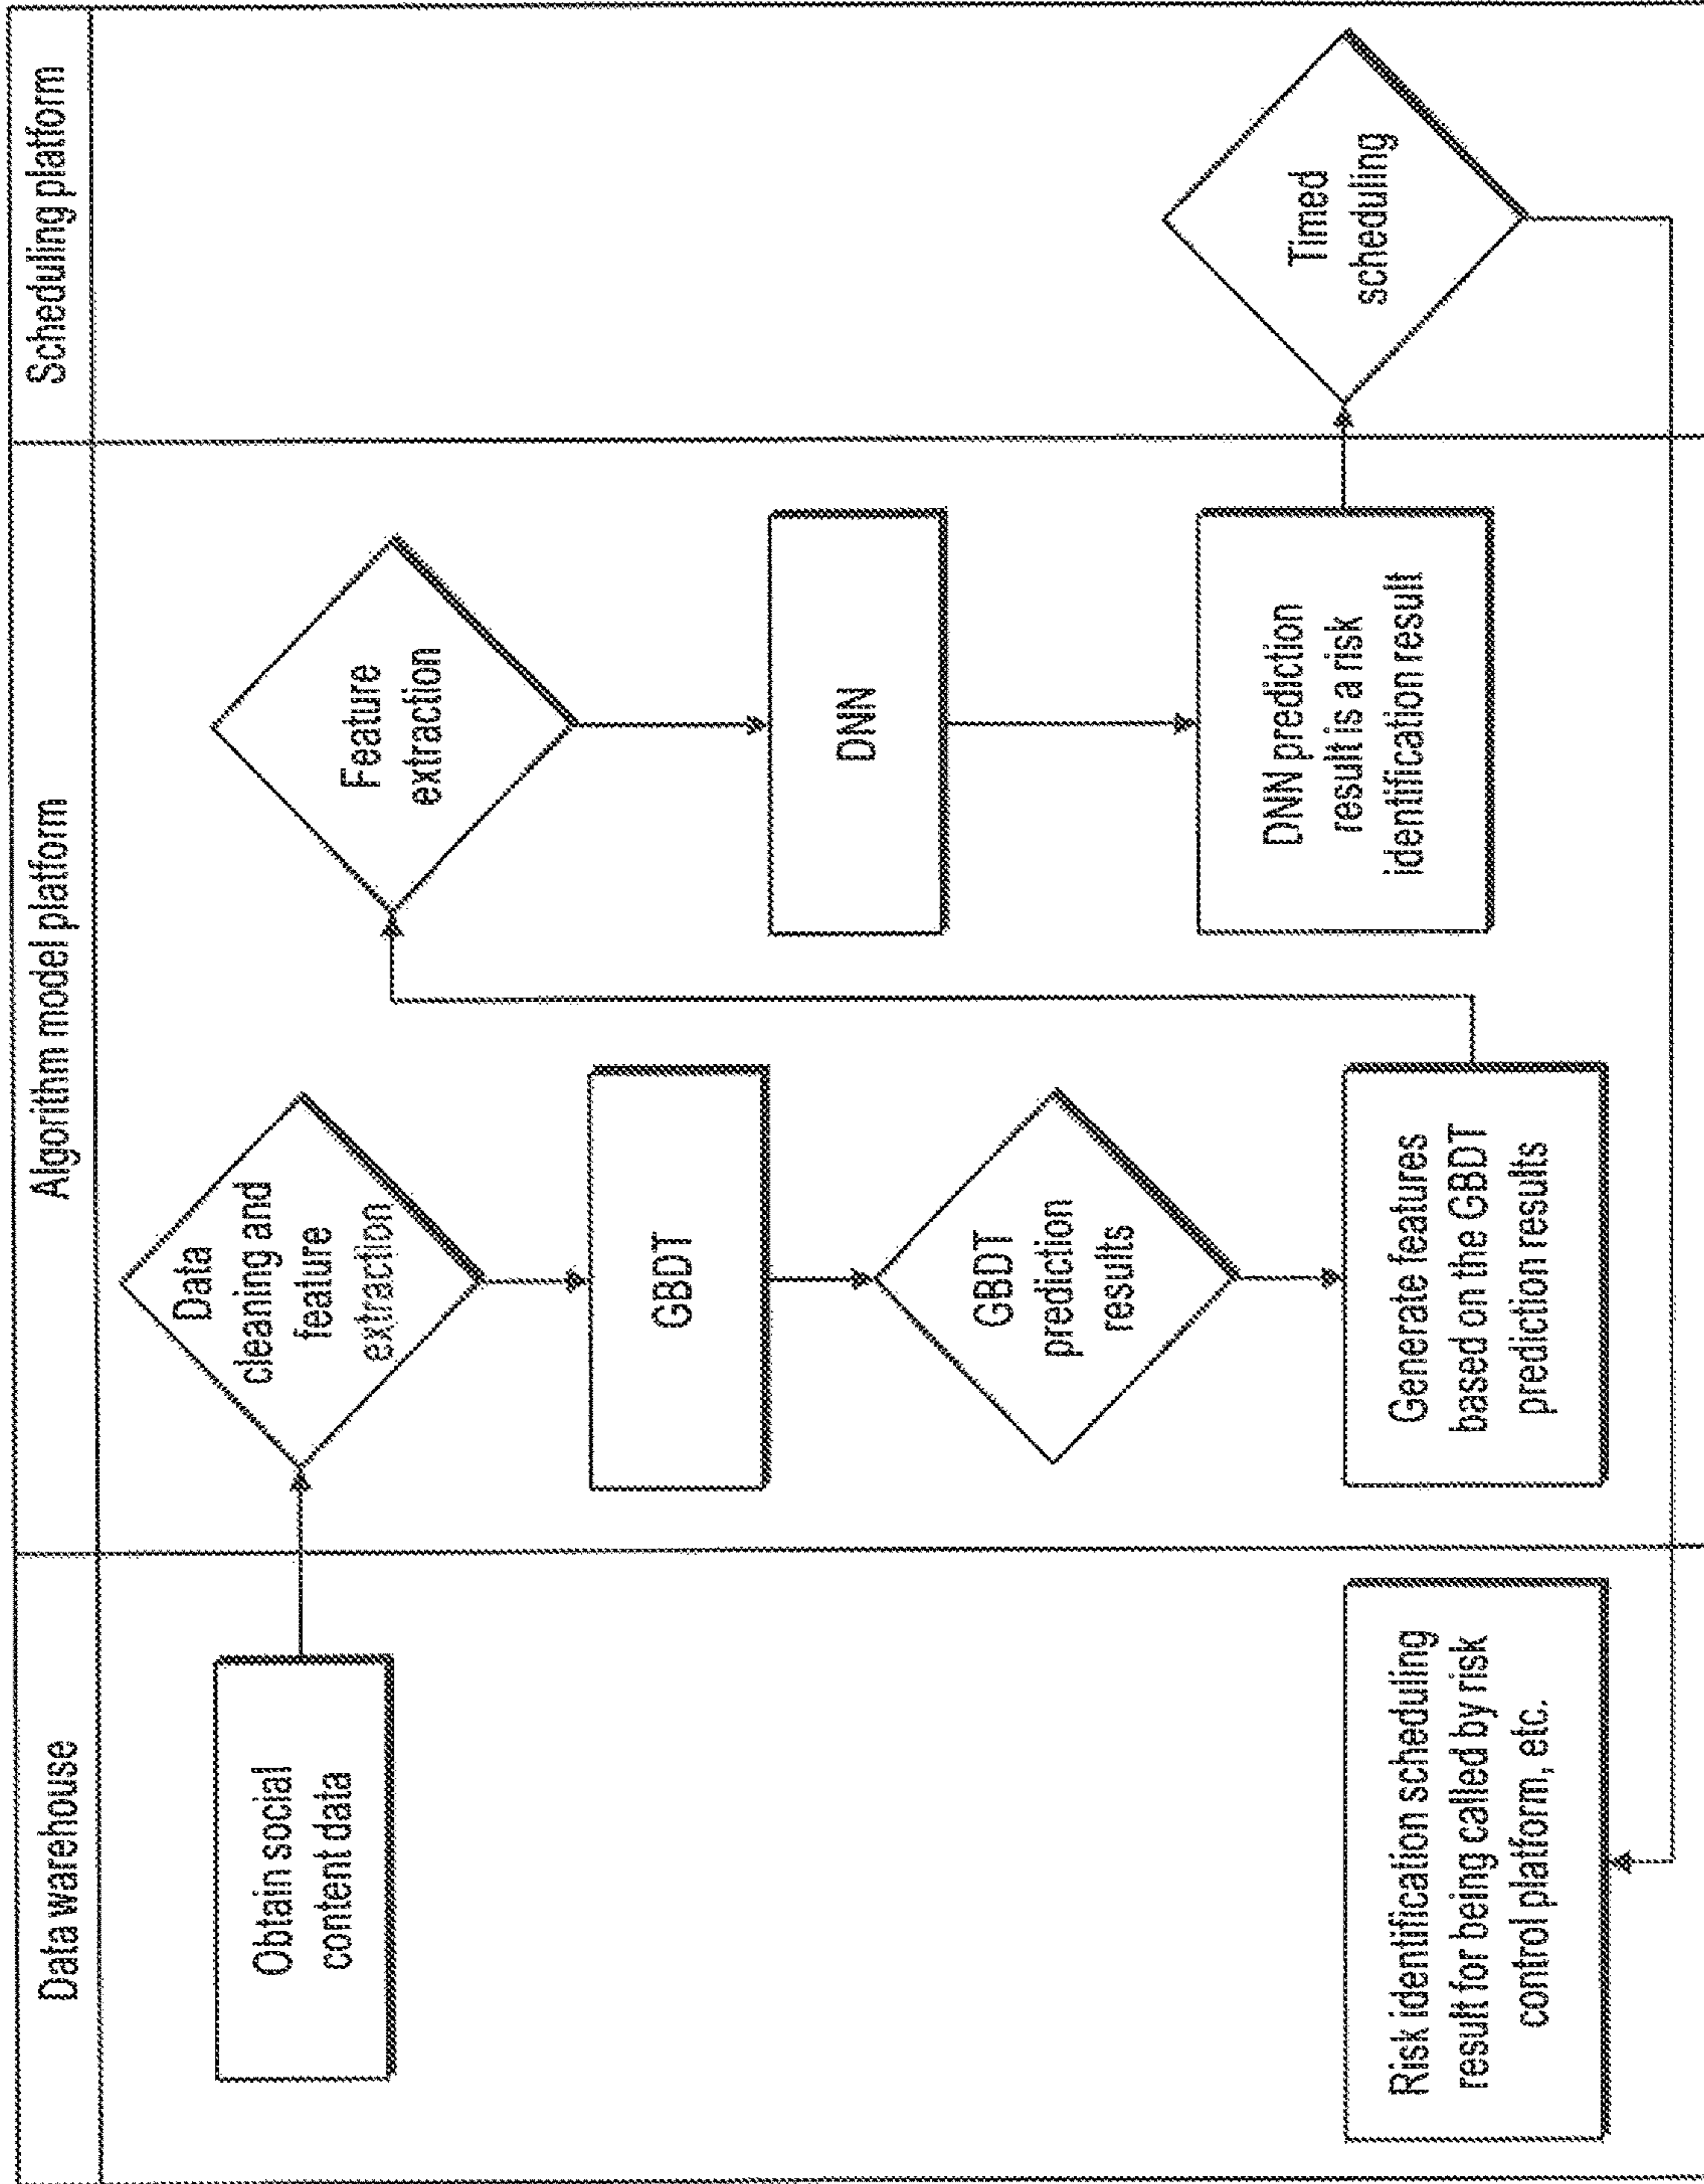 Data warehouse
Algorithm model platform
Scheduling platform
Obtain social
content data
Data
cleaning and
feature
extraction
GBDT
GBDT
prediction
results
Generate features
based on the GBDT
prediction results
Feature
extraction
DNN
DNN prediction
result is a risk
identification result
Timed
scheduling
Risk identification scheduling
result for being called by risk
control platform, etc.